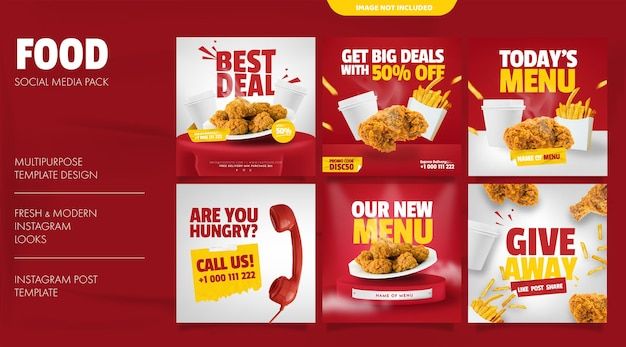 IMAGE NOT INCLUDED
FOOD
SOCIAL MEDIA PACK
MULTIPURPOSE
TEMPLATE DESIGN
FRESH & MODERN
INSTAGRAM
LOOKS
INSTAGRAM POST
TEMPLATE
BEST
DEAL
50%
GET BIG DEALS
WITH 50% OFF
PROMO CODE
DISC50
FREE DELIVERY
+1 000 111 222
TODAY'S
MENU
NAME OF MENU
ARE YOU
HUNGRY?
CALL US!
+1 000 111 222
OUR NEW
MENU
NAME OF MENU
GIVE
AWAY
LIKE POST SHARE